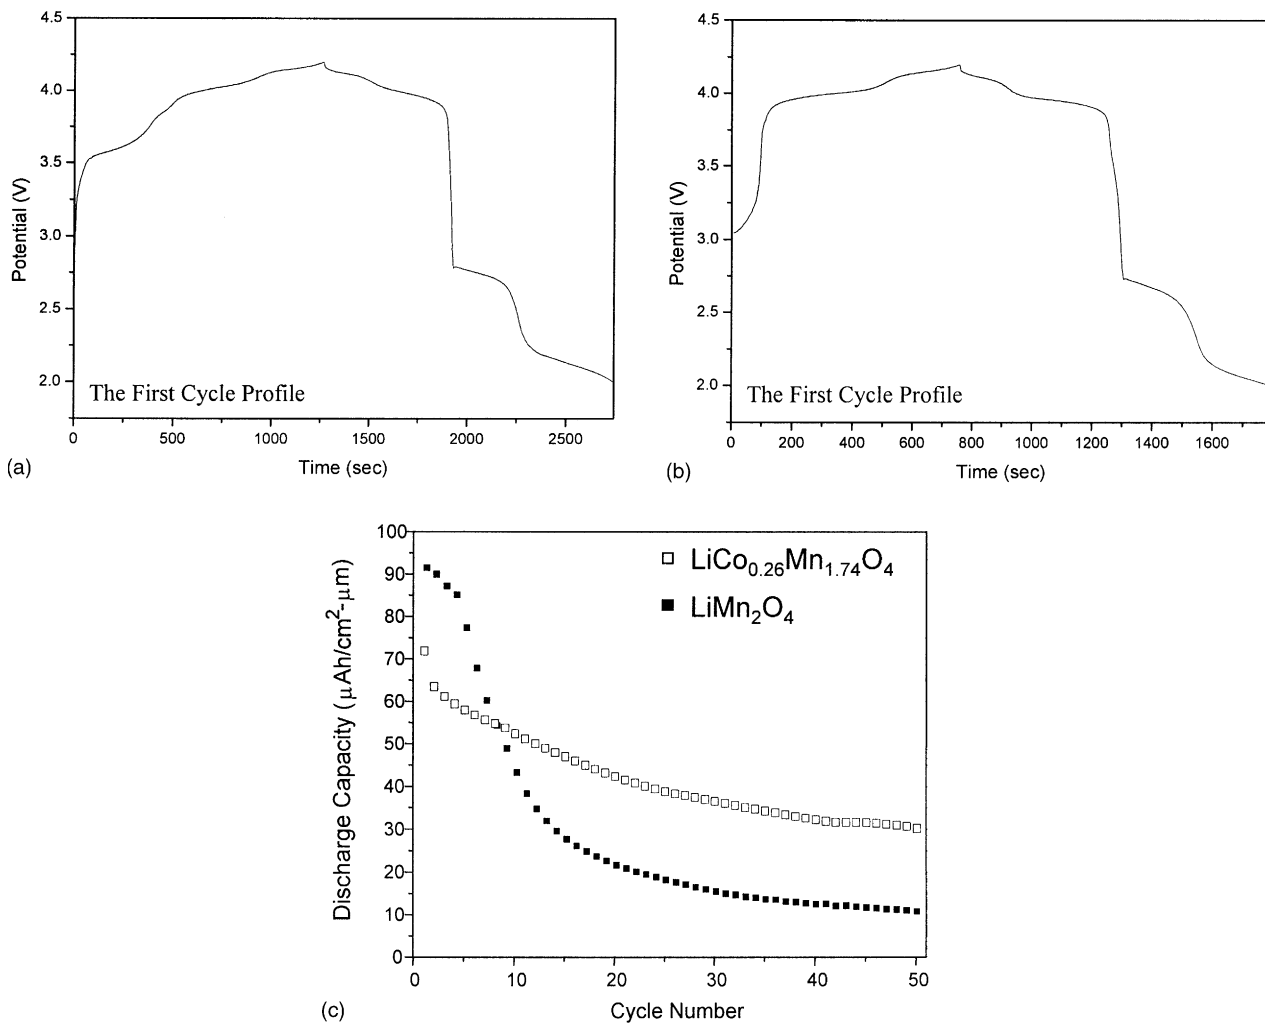 4.5
4.0
3.5
3.0
2.5
2.0
Potential (V)
The First Cycle Profile
0 500 1000 1500 2000 2500
(a) Time (sec)
4.5
4.0
3.5
3.0
2.5
2.0
Potential (V)
The First Cycle Profile
0 200 400 600 800 1000 1200 1400 1600
(b) Time (sec)
100
90
80
70
60
50
40
30
20
10
0
Discharge Capacity (μAh/cm²-μm)
LiCo₀.₂₆Mn₁.₇₄O₄
LiMn₂O₄
0 10 20 30 40 50
(c) Cycle Number